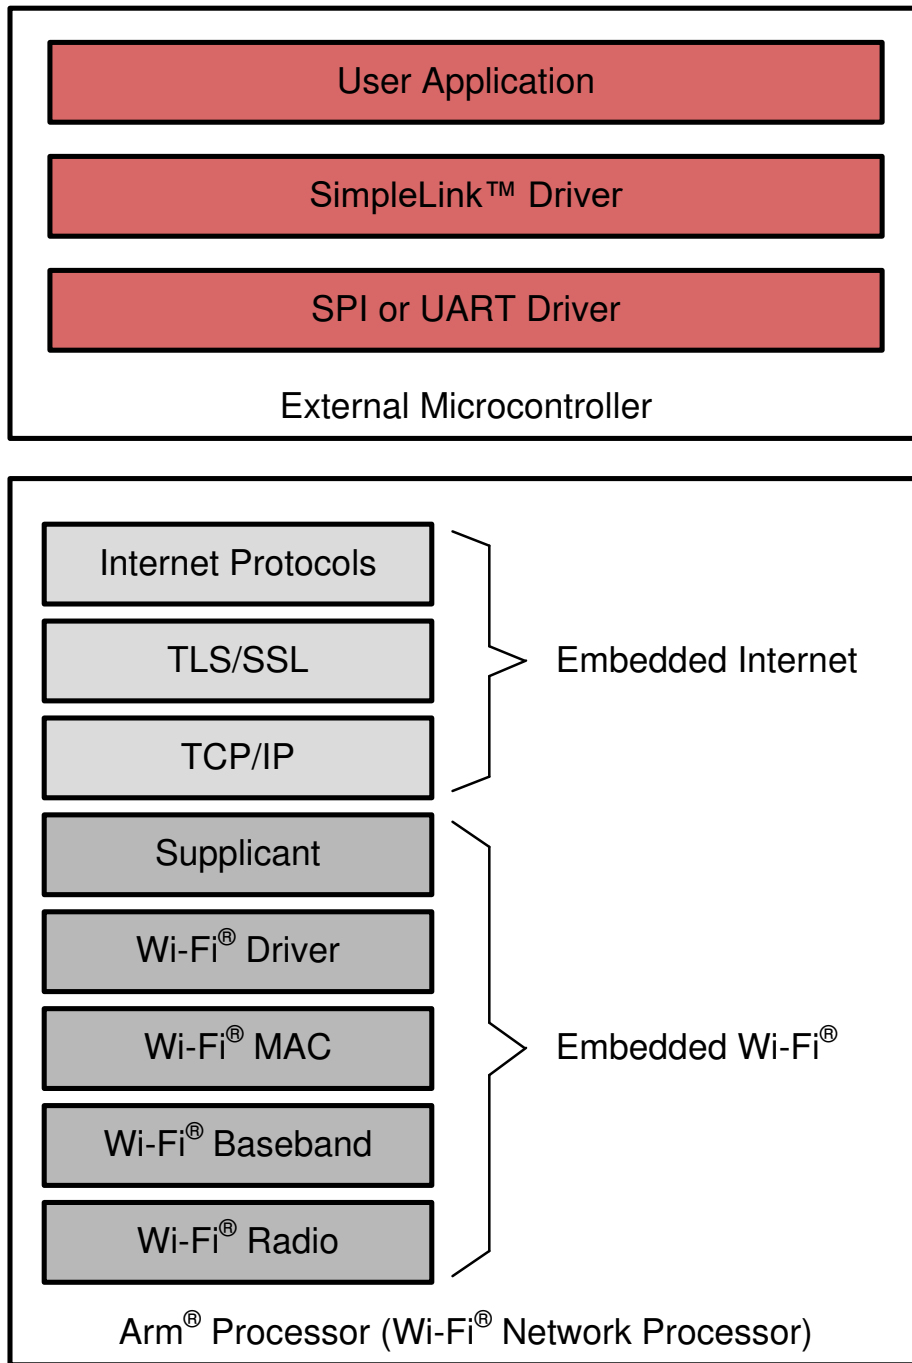 User Application
SimpleLink™ Driver
SPI or UART Driver
External Microcontroller
Internet Protocols
TLS/SSL
TCP/IP
Embedded Internet
Supplicant
Wi-Fi® Driver
Wi-Fi® MAC
Wi-Fi® Baseband
Wi-Fi® Radio
Embedded Wi-Fi®
Arm® Processor (Wi-Fi® Network Processor)